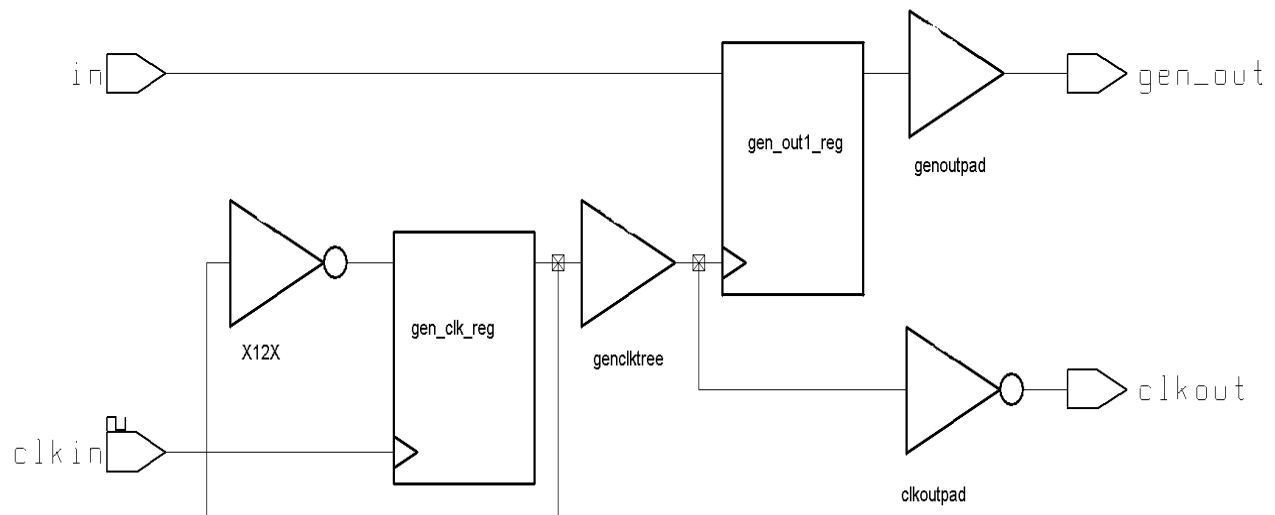 in
gen_out
gen_out1_reg
genoutpad
gen_clk_reg
X12X
genclktree
clkout
clkin
clkoutpad